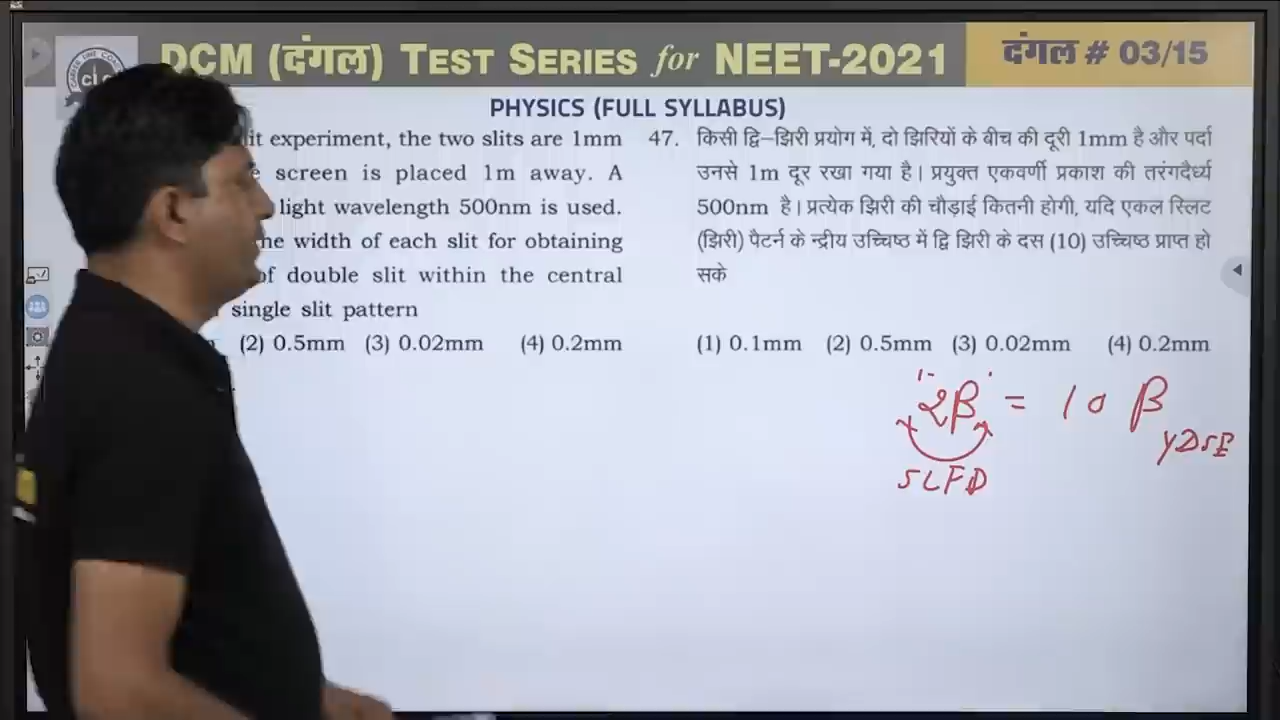 DCM (दंगल) TEST SERIES for NEET-2021
दंगल # 03/15
PHYSICS (FULL SYLLABUS)
experiment, the two slits are 1mm
screen is placed 1m away. A
light wavelength 500nm is used.
width of each slit for obtaining
of double slit within the central
single slit pattern
(2) 0.5mm (3) 0.02mm (4) 0.2mm
47. किसी द्वि–झिरी प्रयोग में, दो झिरियों के बीच की दूरी 1mm है और पर्दा
उनसे 1m दूर रखा गया है। प्रयुक्त एकवर्णी प्रकाश की तरंगदैर्ध्य
500nm है। प्रत्येक झिरी की चौड़ाई कितनी होगी, यदि एकल स्लिट
(झिरी) पैटर्न के न्द्रीय उच्चिष्ठ में द्वि झिरी के दस (10) उच्चिष्ठ प्राप्त हो
सके
(1) 0.1mm (2) 0.5mm (3) 0.02mm (4) 0.2mm
2β = 10 β
YDSE
SLFD